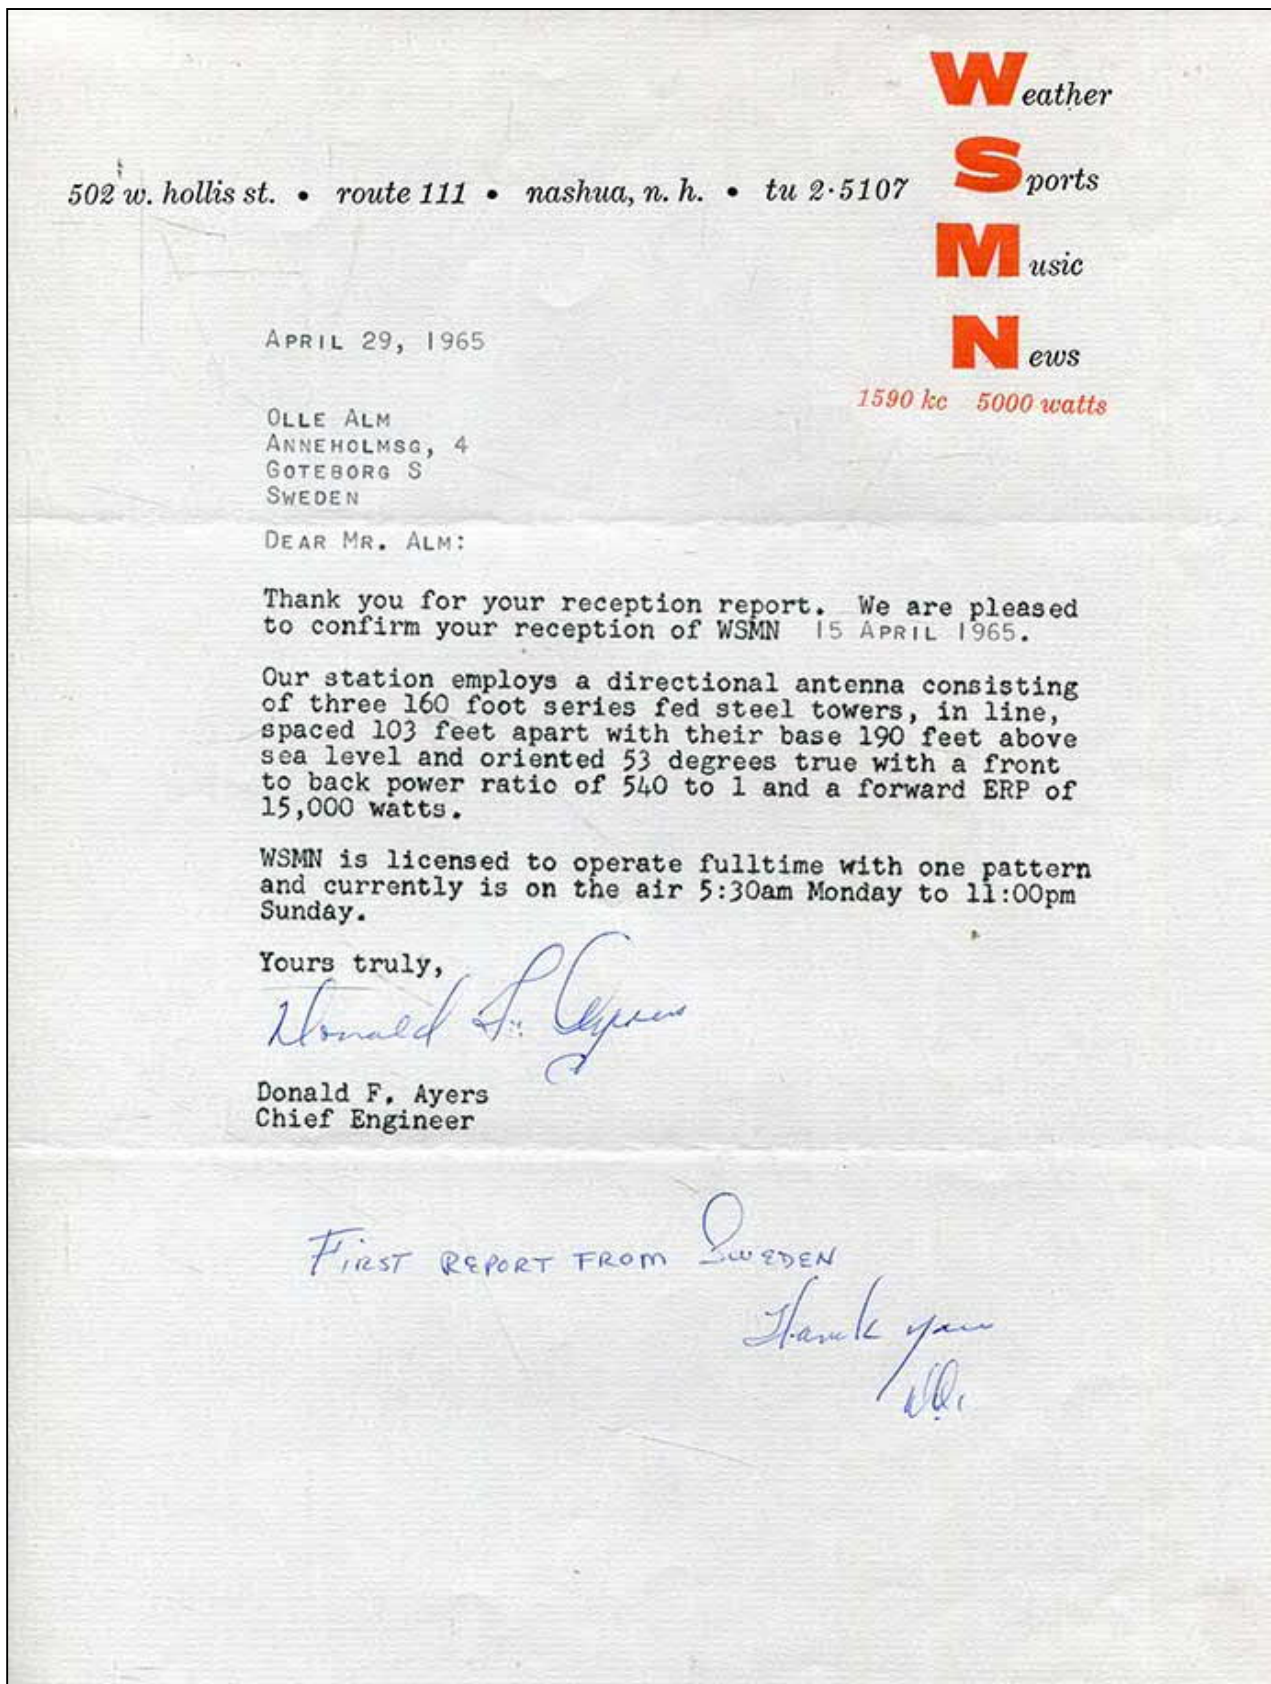 Weather
Sports
502 w. hollis st. • route 111 • nashua, n. h. • tu 2·5107
Music
News
1590 kc 5000 watts
APRIL 29, 1965
OLLE ALM
ANNEHOLMSG, 4
GOTEBORG S
SWEDEN
DEAR MR. ALM:
Thank you for your reception report. We are pleased
to confirm your reception of WSMN 15 APRIL 1965.
Our station employs a directional antenna consisting
of three 160 foot series fed steel towers, in line,
spaced 103 feet apart with their base 190 feet above
sea level and oriented 53 degrees true with a front
to back power ratio of 540 to 1 and a forward ERP of
15,000 watts.
WSMN is licensed to operate fulltime with one pattern
and currently is on the air 5:30am Monday to 11:00pm
Sunday.
Yours truly,
Donald F. Ayers
Donald F. Ayers
Chief Engineer
FIRST REPORT FROM SWEDEN
Thank you